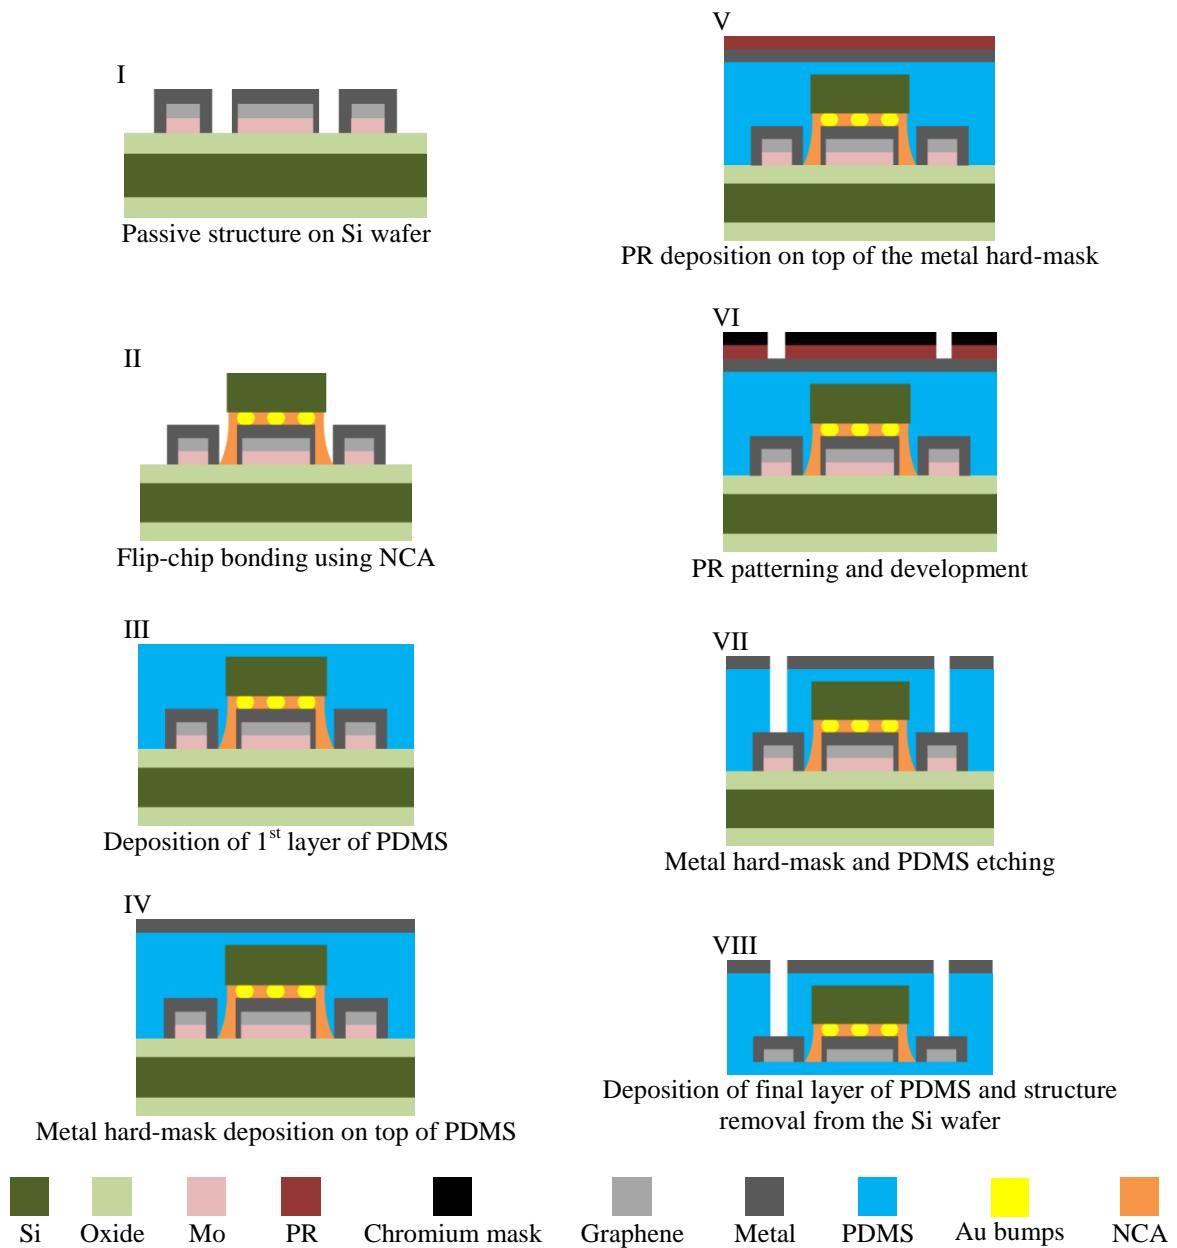 I
Passive structure on Si wafer
II
Flip-chip bonding using NCA
III
Deposition of 1st layer of PDMS
IV
Metal hard-mask deposition on top of PDMS
V
PR deposition on top of the metal hard-mask
VI
PR patterning and development
VII
Metal hard-mask and PDMS etching
VIII
Deposition of final layer of PDMS and structure
removal from the Si wafer
Si Oxide Mo PR Chromium mask Graphene Metal PDMS Au bumps NCA